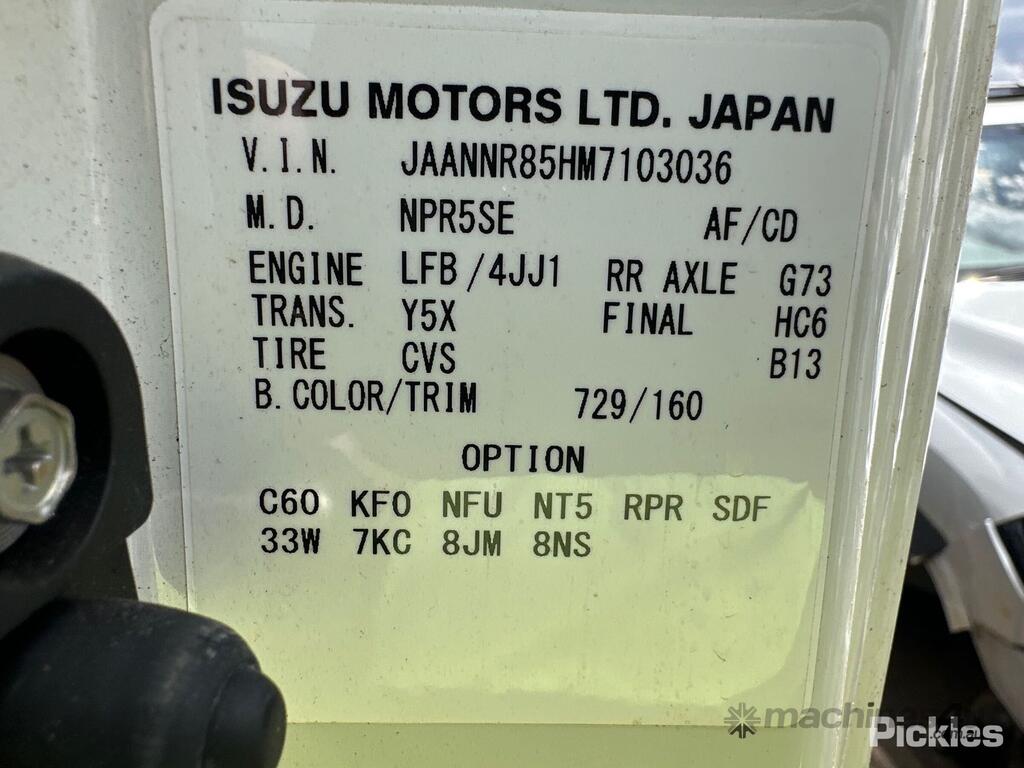 ISUZU MOTORS LTD. JAPAN
V.I.N. JAANNR85HM7103036
M.D. NPR5SE AF/CD
ENGINE LFB/4JJ1 RR AXLE G73
TRANS. Y5X FINAL HC6
TIRE CVS B13
B.COLOR/TRIM 729/160
OPTION
C60 KFO NFU NT5 RPR SDF
33W 7KC 8JM 8NS
Pickles